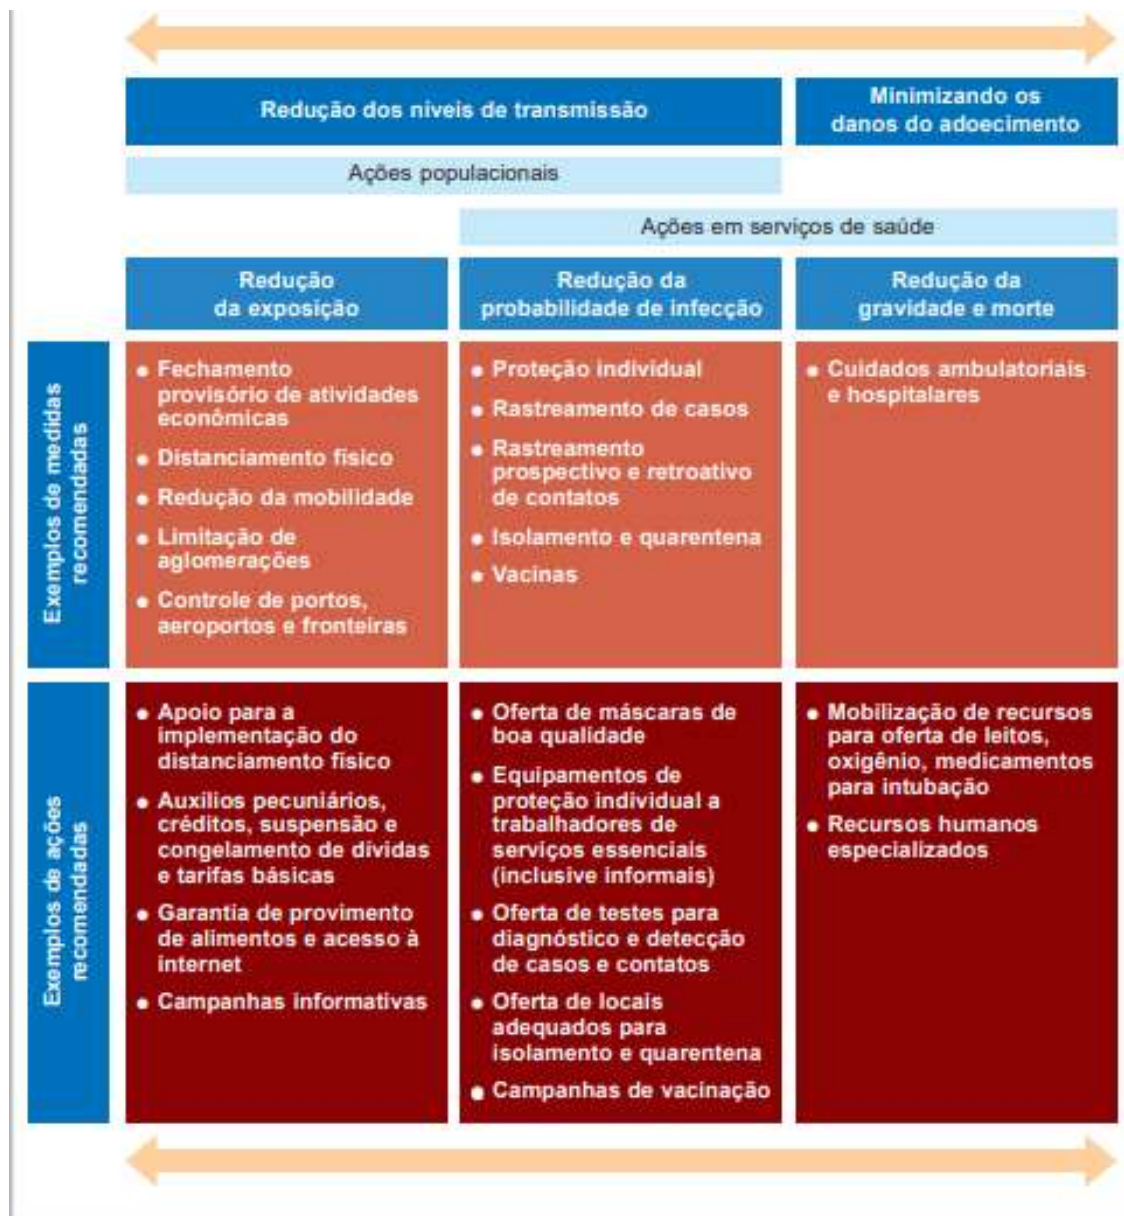 Redução dos níveis de transmissão
Minimizando os
danos do adoecimento
Ações populacionais
Ações em serviços de saúde
Redução
da exposição
Redução da
probabilidade de infecção
Redução da
gravidade e morte
Exemplos de medidas
recomendadas
• Fechamento
provisório de atividades
econômicas
• Distanciamento físico
• Redução da mobilidade
• Limitação de
aglomerações
• Controle de portos,
aeroportos e fronteiras
• Proteção individual
• Rastreamento de casos
• Rastreamento
prospectivo e retroativo
de contatos
• Isolamento e quarentena
• Vacinas
• Cuidados ambulatoriais
e hospitalares
Exemplos de ações
recomendadas
• Apoio para a
implementação do
distanciamento físico
• Auxílios pecuniários,
créditos, suspensão e
congelamento de dívidas
e tarifas básicas
• Garantia de provimento
de alimentos e acesso à
internet
• Campanhas informativas
• Oferta de máscaras de
boa qualidade
• Equipamentos de
proteção individual a
trabalhadores de
serviços essenciais
(inclusive informais)
• Oferta de testes para
diagnóstico e detecção
de casos e contatos
• Oferta de locais
adequados para
isolamento e quarentena
• Campanhas de vacinação
• Mobilização de recursos
para oferta de leitos,
oxigênio, medicamentos
para intubação
• Recursos humanos
especializados